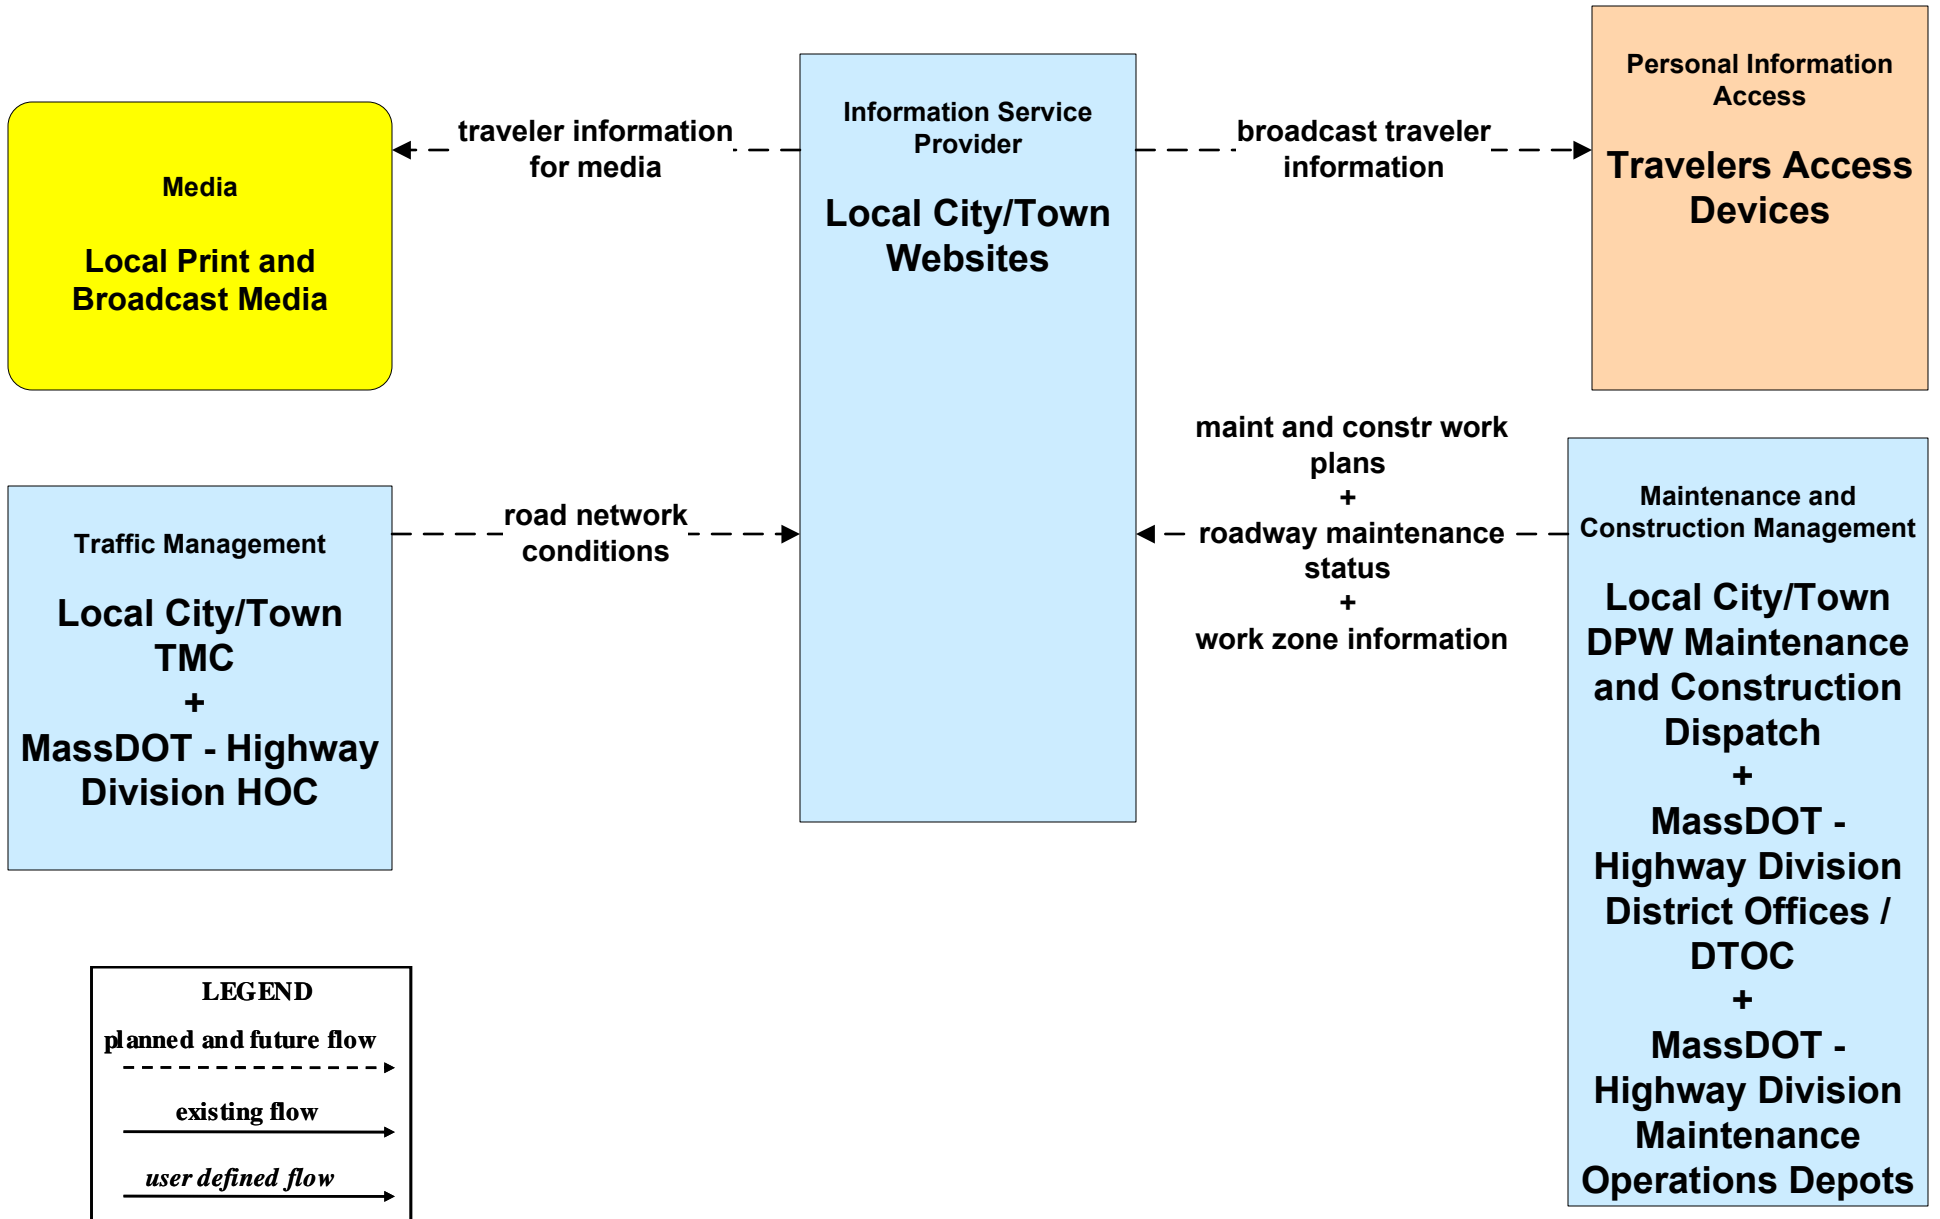 Media
Local Print and
Broadcast Media
traveler information
for media
Information Service
Provider
Local City/Town
Websites
broadcast traveler
information
Personal Information
Access
Travelers Access
Devices
Traffic Management
Local City/Town
TMC
+
MassDOT - Highway
Division HOC
road network
conditions
maint and constr work
plans
+
roadway maintenance
status
+
work zone information
Maintenance and
Construction Management
Local City/Town
DPW Maintenance
and Construction
Dispatch
+
MassDOT -
Highway Division
District Offices /
DTOC
+
MassDOT -
Highway Division
Maintenance
Operations Depots
LEGEND
planned and future flow
existing flow
user defined flow